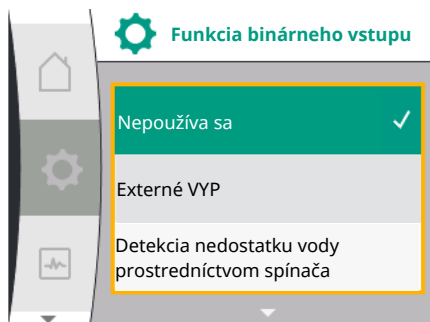 Funkcia binárneho vstupu
Nepoužíva sa
Externé VYP
Detekcia nedostatku vody
prostredníctvom spínača